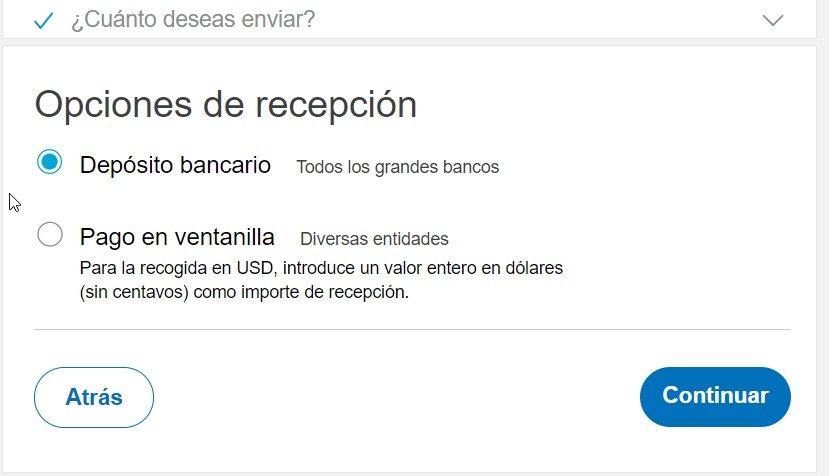 ¿Cuánto deseas enviar?
Opciones de recepción
Depósito bancario Todos los grandes bancos
Pago en ventanilla Diversas entidades
Para la recogida en USD, introduce un valor entero en dólares
(sin centavos) como importe de recepción.
Atrás Continuar